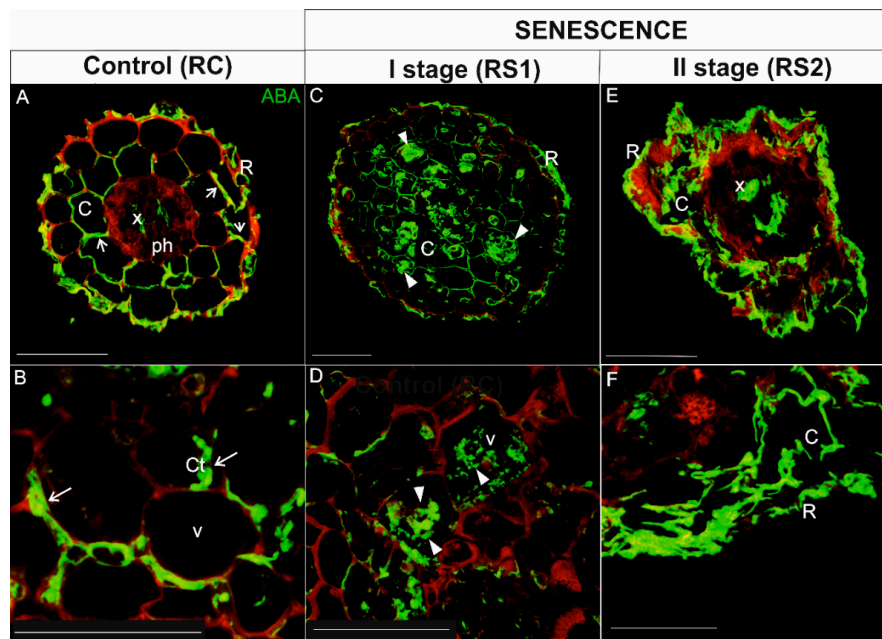 SENESCENCE
Control (RC)
I stage (RS1)
II stage (RS2)
A
ABA
R
C
x
ph
C
R
C
E
R
x
C
B
Ct
v
D
Control (RC)
v
F
C
R